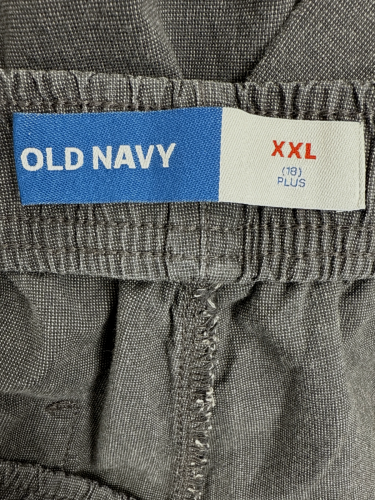 OLD NAVY
XXL
(18)
PLUS